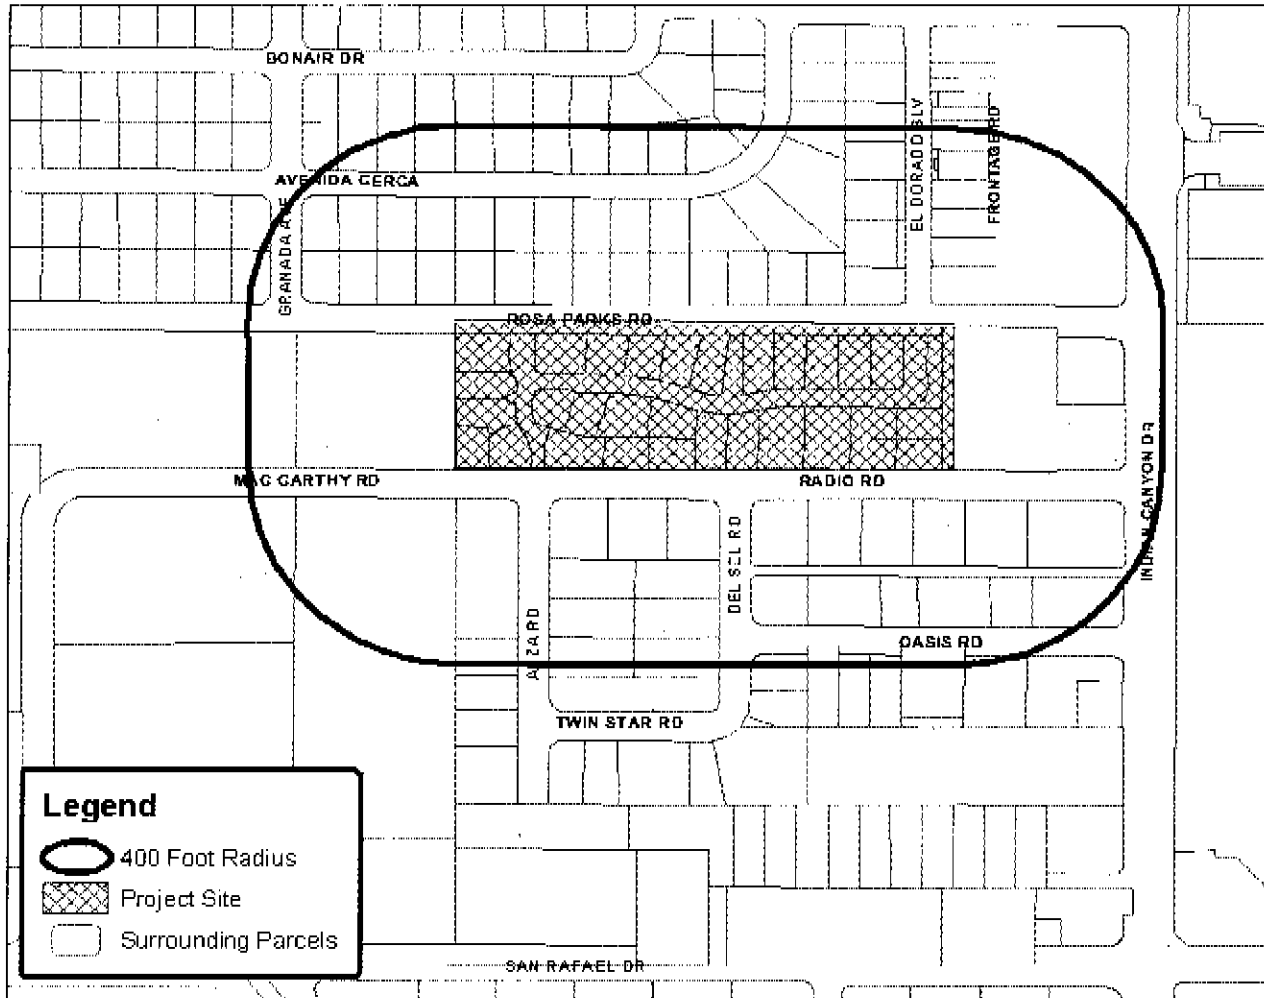 BONAIR DR
AVENIDA CERCA
EL DORADO BLV
FRONTAGE RD
GRANADA AVE
ROSA PARKS RD
MAC CARTHY RD
RADIO RD
INDIAN CANYON DR
DEL SOL RD
OASIS RD
TWIN STAR RD
Legend
400 Foot Radius
Project Site
Surrounding Parcels
SAN RAFAEL DR